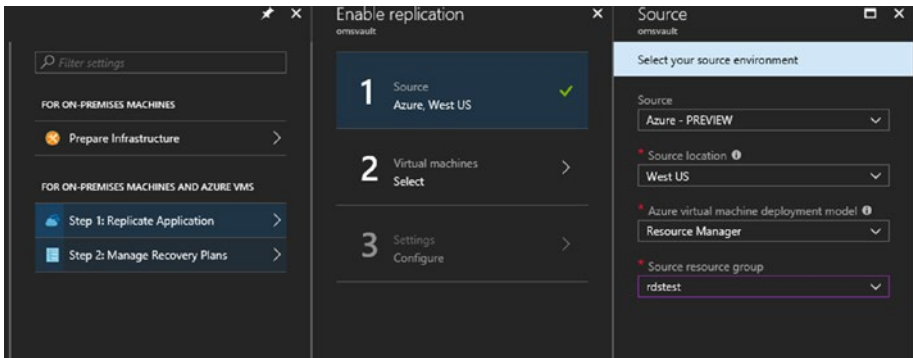 Filter settings
FOR ON-PREMISES MACHINES
Prepare Infrastructure
FOR ON-PREMISES MACHINES AND AZURE VMS
Step 1: Replicate Application
Step 2: Manage Recovery Plans
Enable replication
omsvault
1
Source
Azure, West US
2
Virtual machines
Select
3
Settings
Configure
Source
omsvault
Select your source environment
Source
Azure - PREVIEW
* Source location
West US
* Azure virtual machine deployment model
Resource Manager
* Source resource group
rdstest